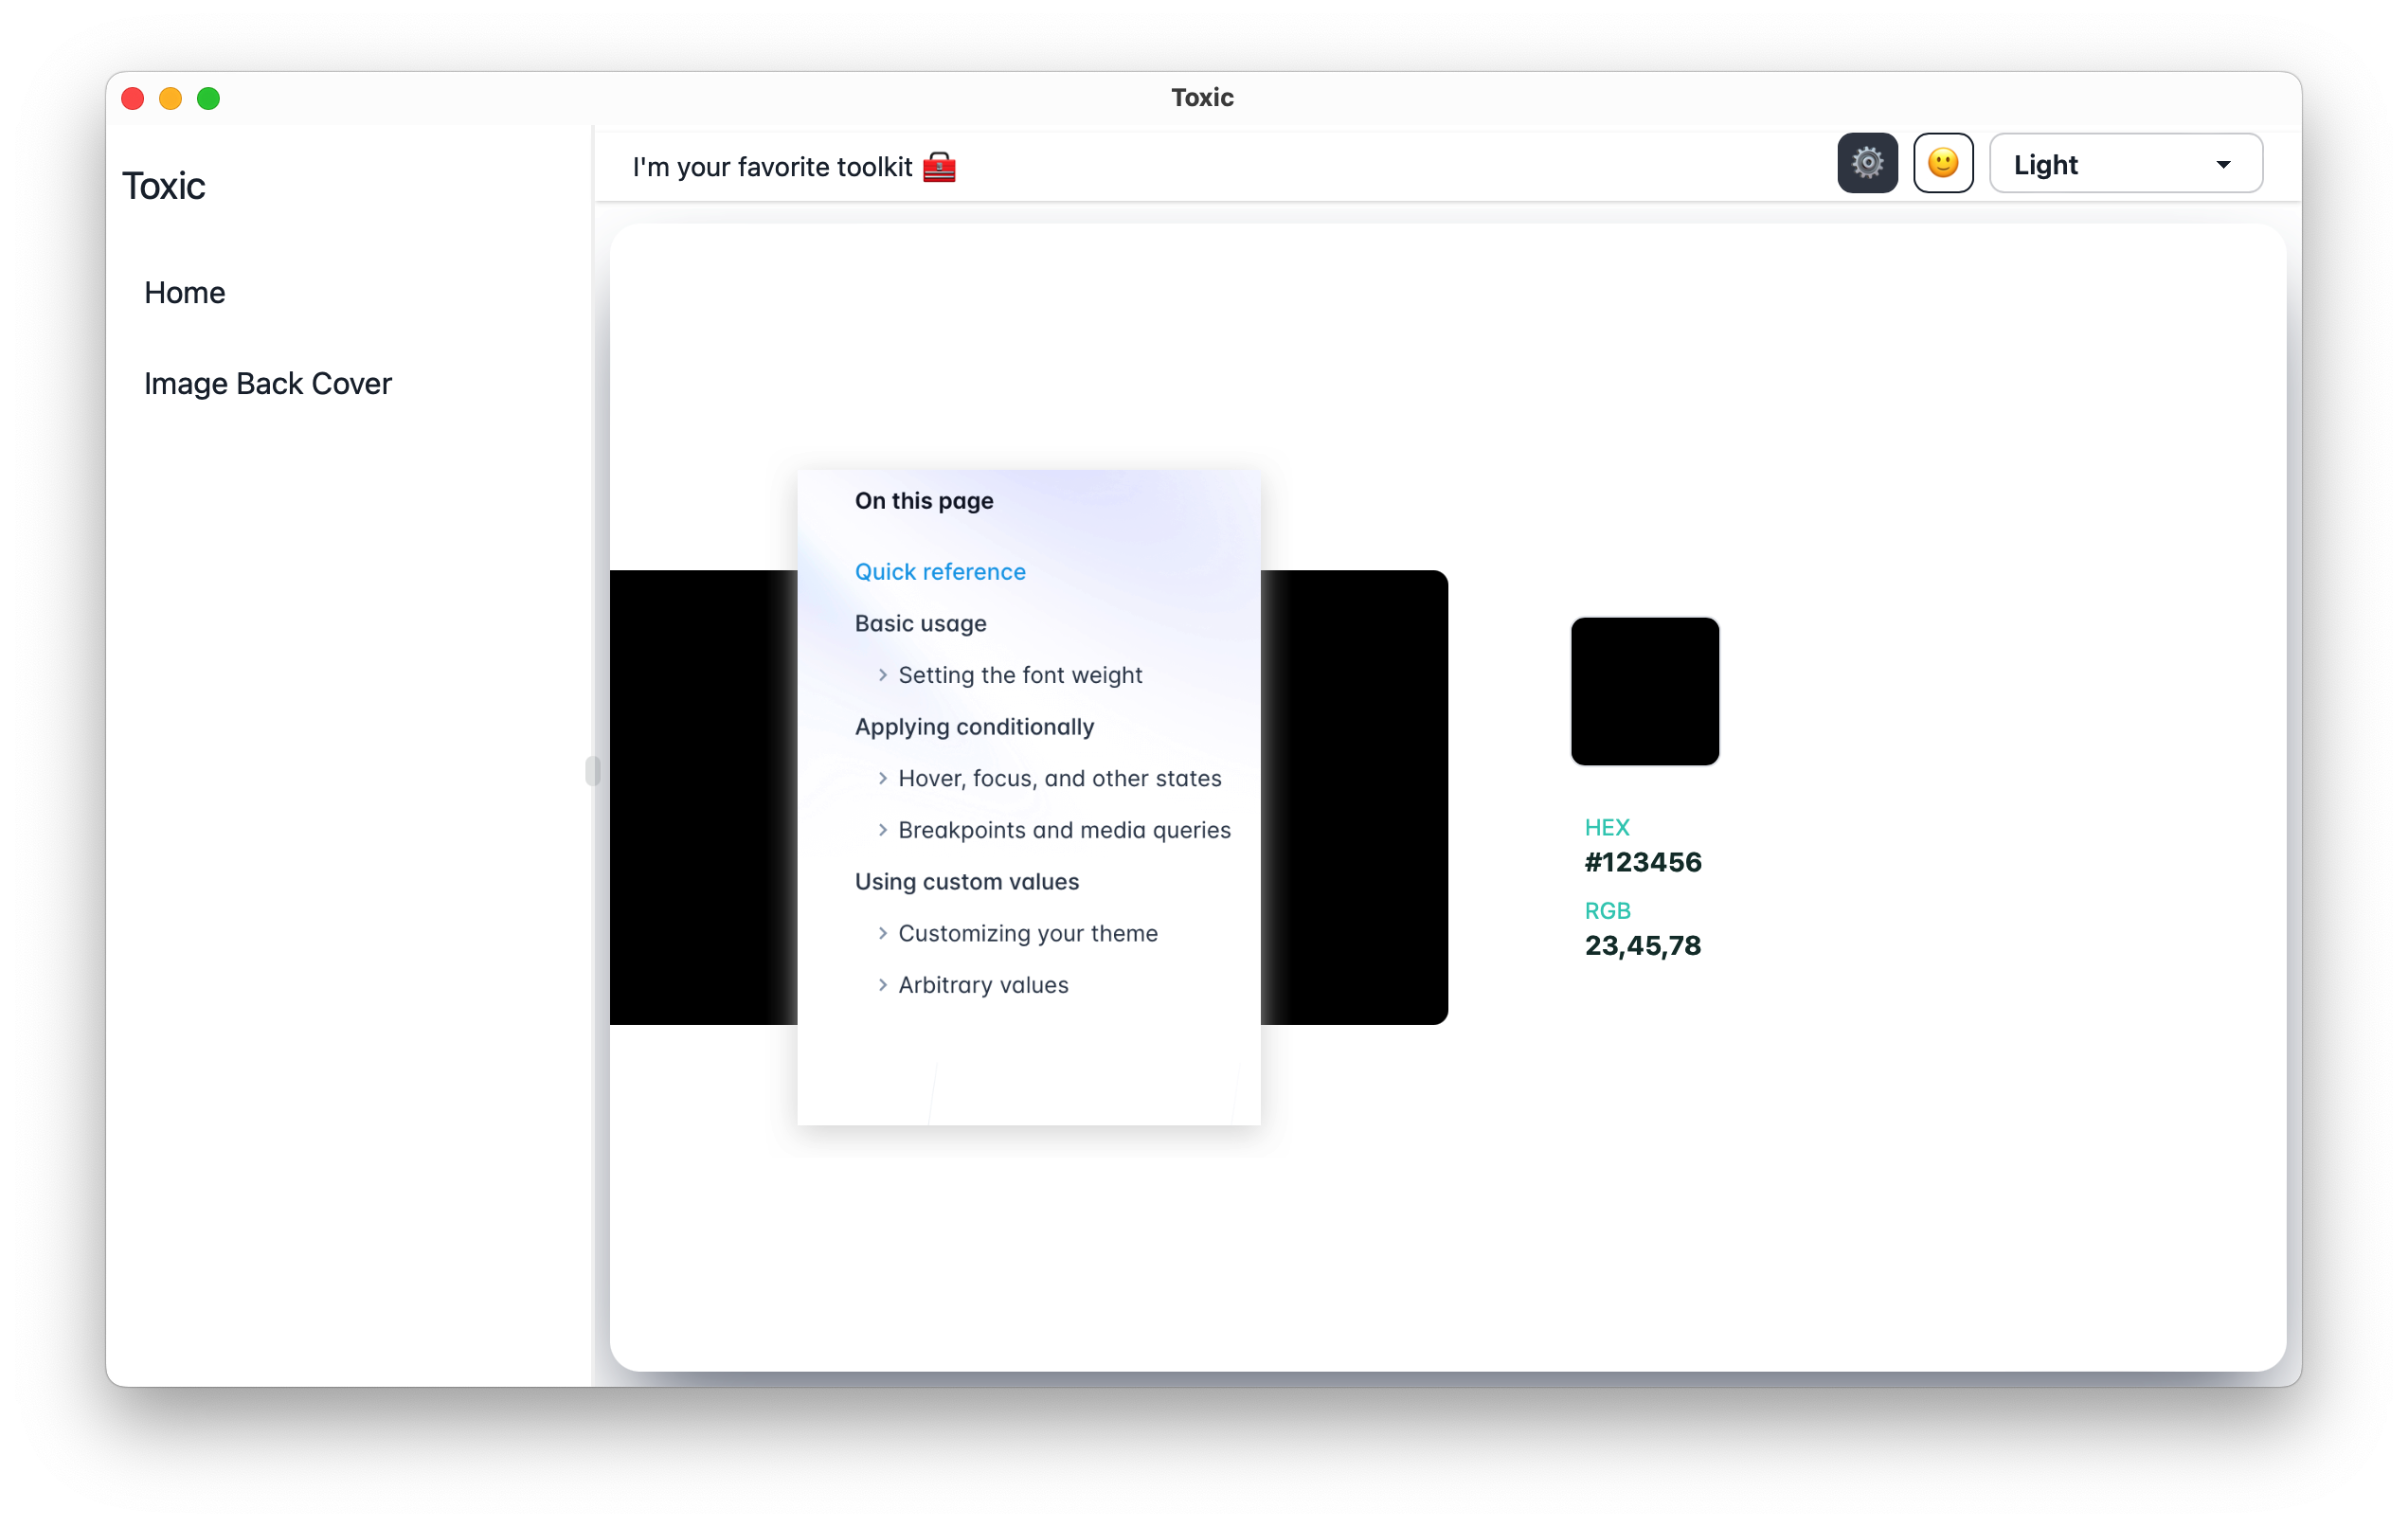 Toxic
Toxic
Home
Image Back Cover
I'm your favorite toolkit 🧰
Light
On this page
Quick reference
Basic usage
Setting the font weight
Applying conditionally
Hover, focus, and other states
Breakpoints and media queries
Using custom values
Customizing your theme
Arbitrary values
HEX
#123456
RGB
23,45,78